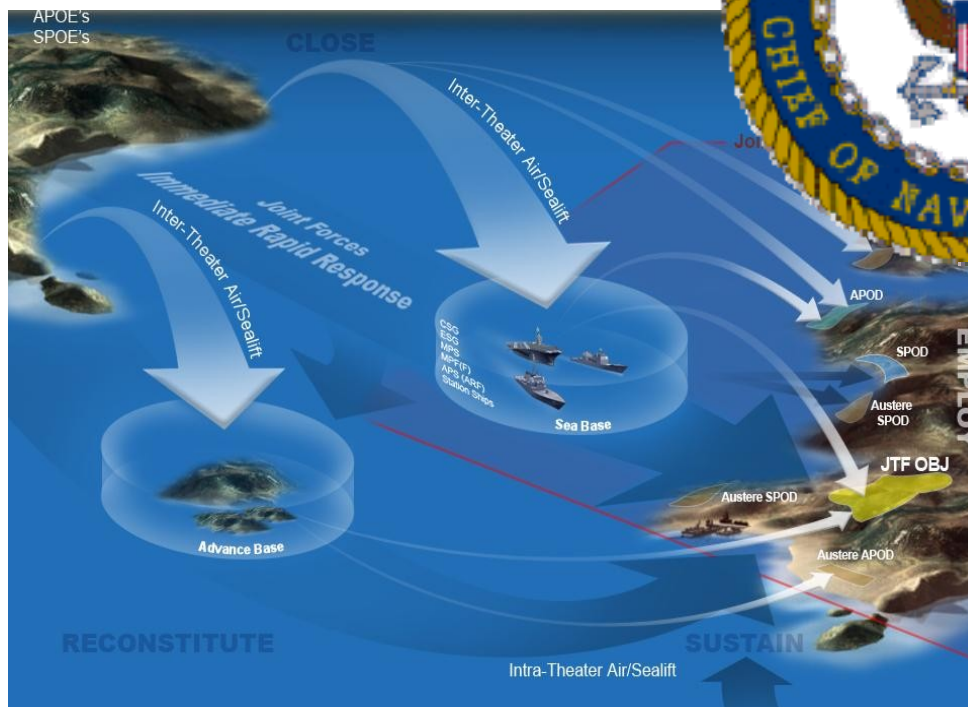 APOE's
SPOE's
CLOSE
CHIEF OF NAV
Inter-Theater Air/Sealift
Joint Forces
Immediate Rapid Response
Inter-Theater Air/Sealift
APOD
SPOD
Austere
SPOD
EMPLOY
CSG
ESG
MPS
MPF(F)
APS (ARF)
Station Ships
Sea Base
JTF OBJ
Austere SPOD
Austere APOD
Advance Base
RECONSTITUTE
SUSTAIN
Intra-Theater Air/Sealift